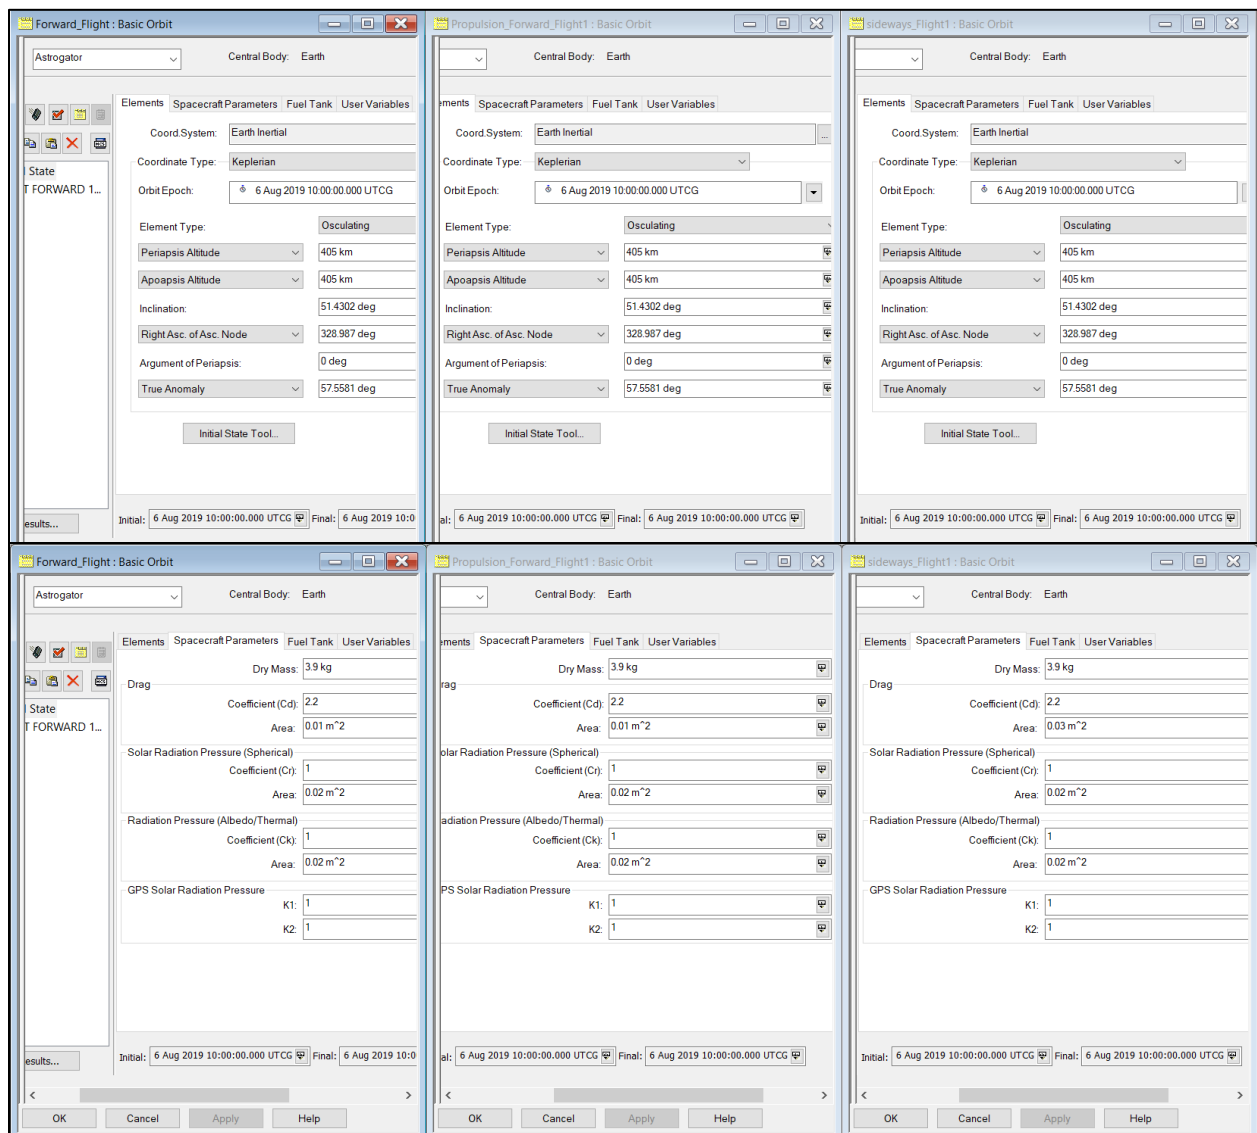 Forward_Flight : Basic Orbit
Astrogator
Central Body: Earth
Elements Spacecraft Parameters Fuel Tank User Variables
Coord.System: Earth Inertial
State
T FORWARD 1...
Coordinate Type: Keplerian
Orbit Epoch: 6 Aug 2019 10:00:00.000 UTCG
Element Type: Osculating
Periapsis Altitude 405 km
Apoapsis Altitude 405 km
Inclination: 51.4302 deg
Right Asc. of Asc. Node 328.987 deg
Argument of Periapsis: 0 deg
True Anomaly 57.5581 deg
Initial State Tool...
esults...
Initial: 6 Aug 2019 10:00:00.000 UTCG Final: 6 Aug 2019 10:0
Propulsion_Forward_Flight1 : Basic Orbit
Central Body: Earth
ements Spacecraft Parameters Fuel Tank User Variables
Coord.System: Earth Inertial ...
Coordinate Type: Keplerian
Orbit Epoch: 6 Aug 2019 10:00:00.000 UTCG
Element Type: Osculating
Periapsis Altitude 405 km
Apoapsis Altitude 405 km
Inclination: 51.4302 deg
Right Asc. of Asc. Node 328.987 deg
Argument of Periapsis: 0 deg
True Anomaly 57.5581 deg
Initial State Tool...
al: 6 Aug 2019 10:00:00.000 UTCG Final: 6 Aug 2019 10:00:00.000 UTCG
sideways_Flight1 : Basic Orbit
Central Body: Earth
Elements Spacecraft Parameters Fuel Tank User Variables
Coord.System: Earth Inertial
Coordinate Type: Keplerian
Orbit Epoch: 6 Aug 2019 10:00:00.000 UTCG
Element Type: Osculating
Periapsis Altitude 405 km
Apoapsis Altitude 405 km
Inclination: 51.4302 deg
Right Asc. of Asc. Node 328.987 deg
Argument of Periapsis: 0 deg
True Anomaly 57.5581 deg
Initial State Tool...
Initial: 6 Aug 2019 10:00:00.000 UTCG Final: 6 Aug 2019 10:00:00.000 UTCG
Forward_Flight : Basic Orbit
Astrogator
Central Body: Earth
Elements Spacecraft Parameters Fuel Tank User Variables
Dry Mass: 3.9 kg
Drag
State
Coefficient (Cd): 2.2
T FORWARD 1...
Area: 0.01 m^2
Solar Radiation Pressure (Spherical)
Coefficient (Cr): 1
Area: 0.02 m^2
Radiation Pressure (Albedo/Thermal)
Coefficient (Ck): 1
Area: 0.02 m^2
GPS Solar Radiation Pressure
K1: 1
K2: 1
esults...
Initial: 6 Aug 2019 10:00:00.000 UTCG Final: 6 Aug 2019 10:0
OK Cancel Apply Help
Propulsion_Forward_Flight1 : Basic Orbit
Central Body: Earth
ements Spacecraft Parameters Fuel Tank User Variables
Dry Mass: 3.9 kg
rag
Coefficient (Cd): 2.2
Area: 0.01 m^2
olar Radiation Pressure (Spherical)
Coefficient (Cr): 1
Area: 0.02 m^2
adiation Pressure (Albedo/Thermal)
Coefficient (Ck): 1
Area: 0.02 m^2
PS Solar Radiation Pressure
K1: 1
K2: 1
al: 6 Aug 2019 10:00:00.000 UTCG Final: 6 Aug 2019 10:00:00.000 UTCG
OK Cancel Apply Help
sideways_Flight1 : Basic Orbit
Central Body: Earth
Elements Spacecraft Parameters Fuel Tank User Variables
Dry Mass: 3.9 kg
Drag
Coefficient (Cd): 2.2
Area: 0.03 m^2
Solar Radiation Pressure (Spherical)
Coefficient (Cr): 1
Area: 0.02 m^2
Radiation Pressure (Albedo/Thermal)
Coefficient (Ck): 1
Area: 0.02 m^2
GPS Solar Radiation Pressure
K1: 1
K2: 1
Initial: 6 Aug 2019 10:00:00.000 UTCG Final: 6 Aug 2019 10:00:00.000 UTCG
OK Cancel Apply Help